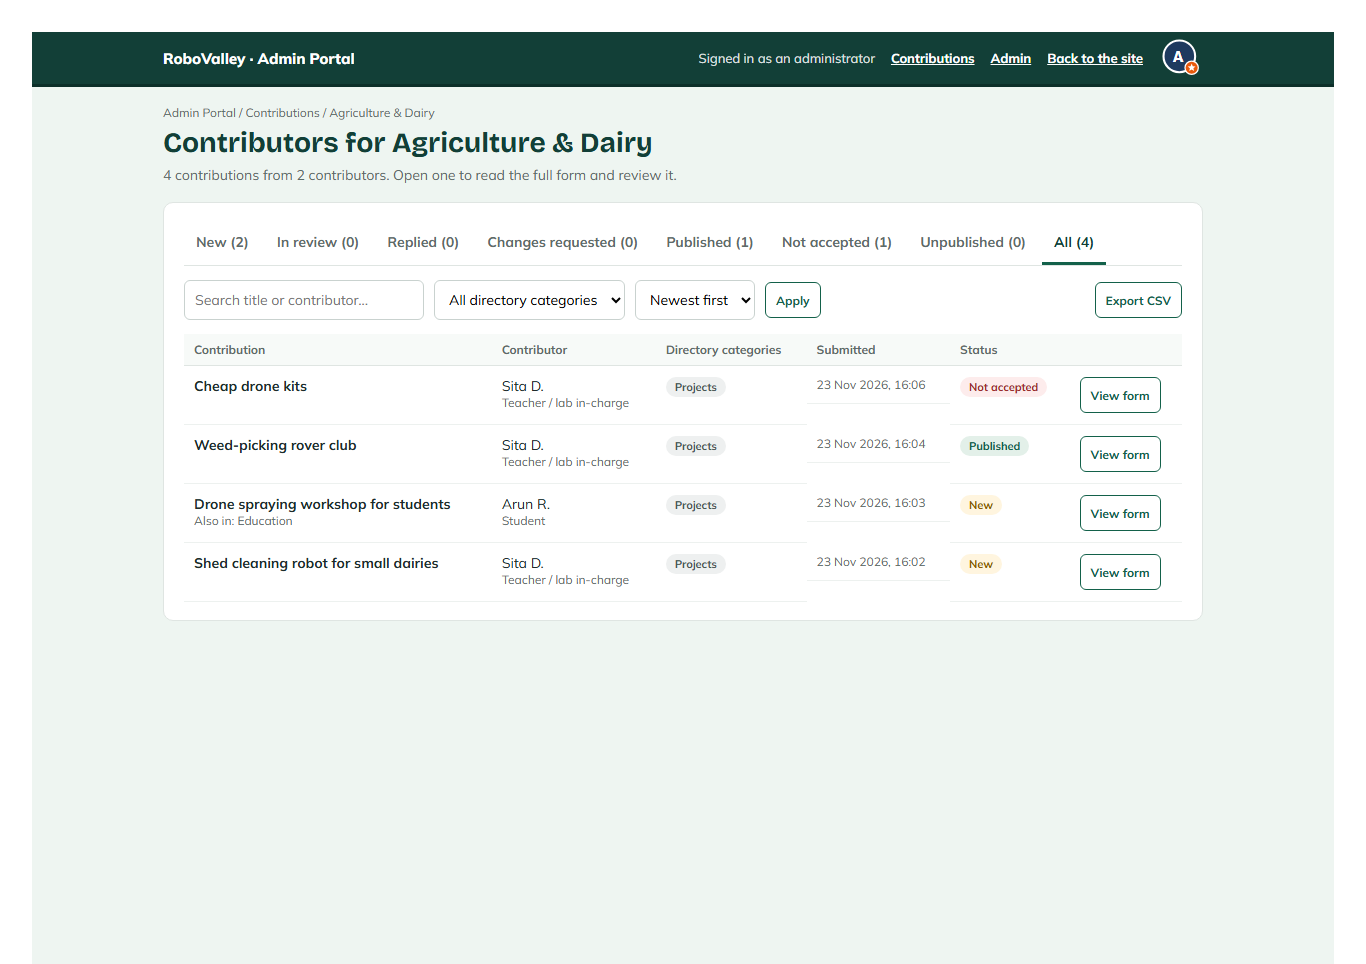 RoboValley · Admin Portal
Signed in as an administrator Contributions Admin Back to the site A
Admin Portal / Contributions / Agriculture & Dairy
Contributors for Agriculture & Dairy
4 contributions from 2 contributors. Open one to read the full form and review it.
New (2) In review (0) Replied (0) Changes requested (0) Published (1) Not accepted (1) Unpublished (0) All (4)
Search title or contributor... All directory categories Newest first Apply Export CSV
Contribution Contributor Directory categories Submitted Status
Cheap drone kits Sita D. Projects 23 Nov 2026, 16:06 Not accepted View form
Teacher / lab in-charge
Weed-picking rover club Sita D. Projects 23 Nov 2026, 16:04 Published View form
Teacher / lab in-charge
Drone spraying workshop for students Arun R. Projects 23 Nov 2026, 16:03 New View form
Also in: Education Student
Shed cleaning robot for small dairies Sita D. Projects 23 Nov 2026, 16:02 New View form
Teacher / lab in-charge